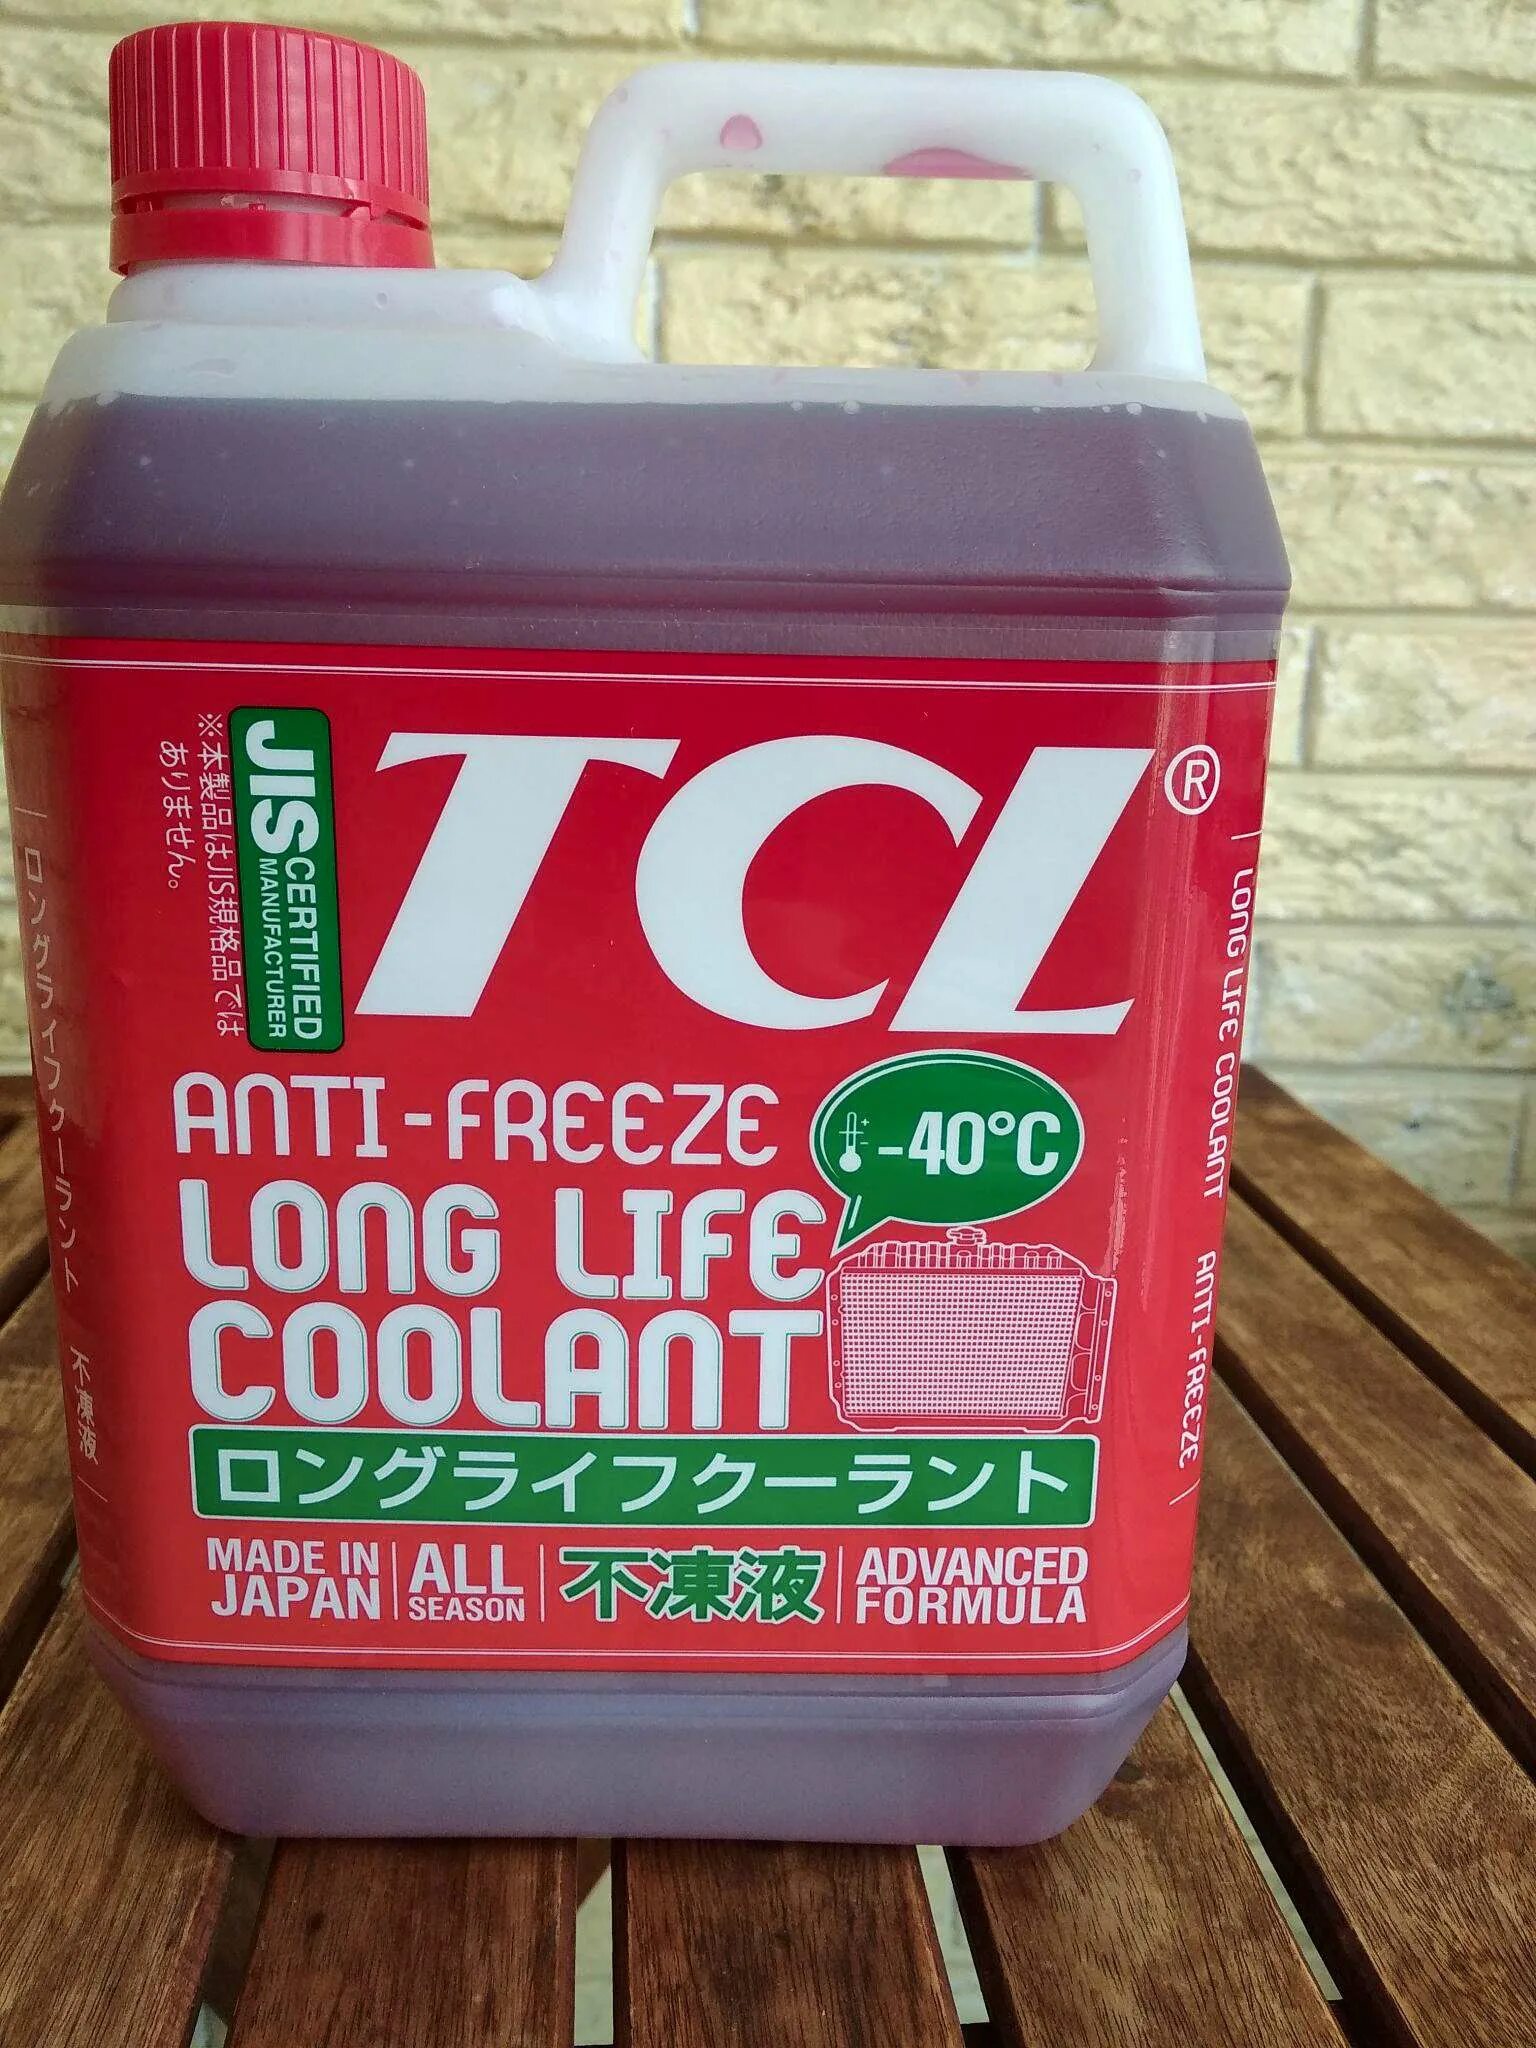 TCL®
JIS CERTIFIED
MANUFACTURER
※本製品はJIS規格品では
ありません。
ANTI-FREEZE
-40°C
LONG LIFE
COOLANT
ロングライフクーラント
MADE IN
JAPAN
ALL
SEASON
不凍液
ADVANCED
FORMULA
ロングライフクーラント 不凍液
LONG LIFE COOLANT ANTI-FREEZE